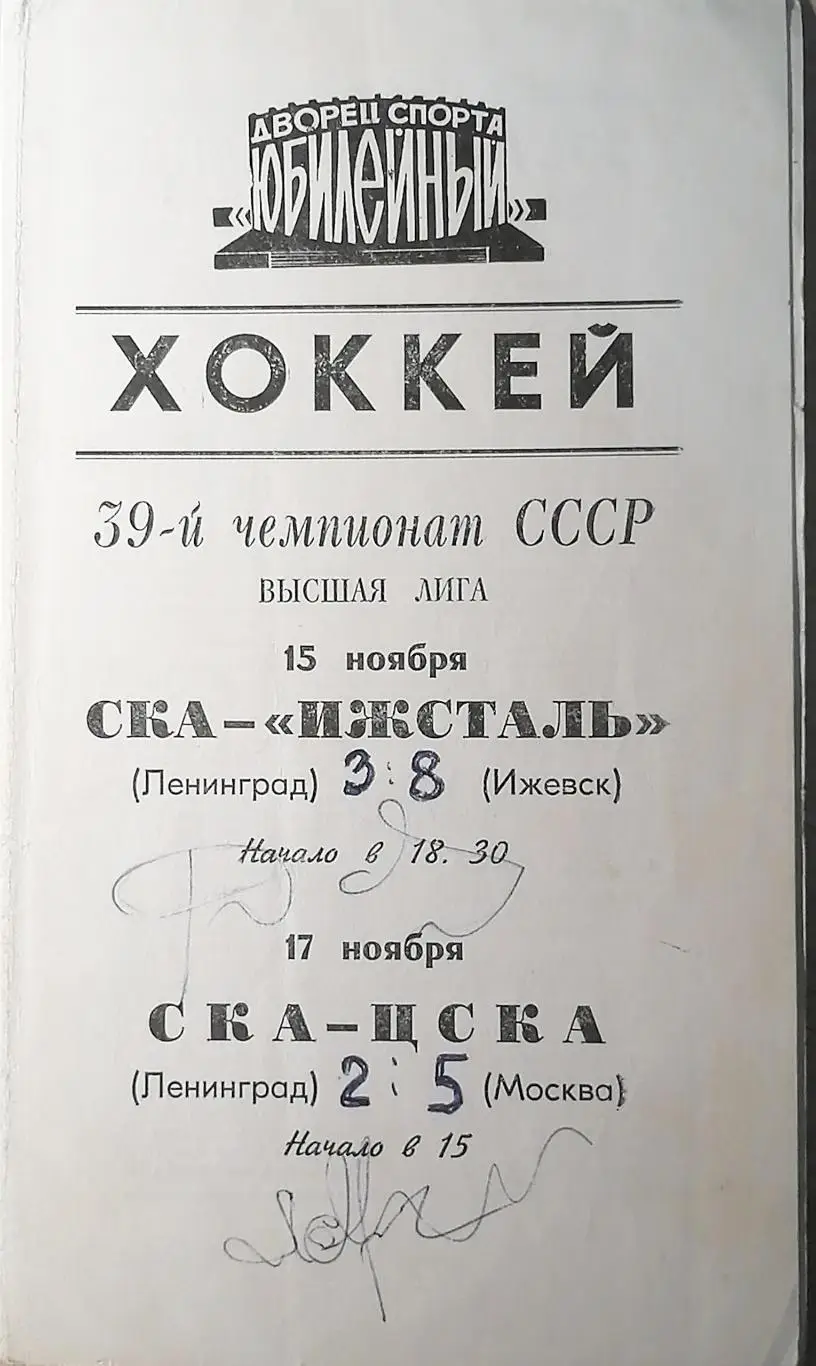 ДВОРЕЦ СПОРТА
«ЮБИЛЕЙНЫЙ»
ХОККЕЙ
39-й чемпионат СССР
ВЫСШАЯ ЛИГА
15 ноября
СКА–«ИЖСТАЛЬ»
(Ленинград) 3:8 (Ижевск)
Начало в 18.30
17 ноября
СКА–ЦСКА
(Ленинград) 2:5 (Москва)
Начало в 15